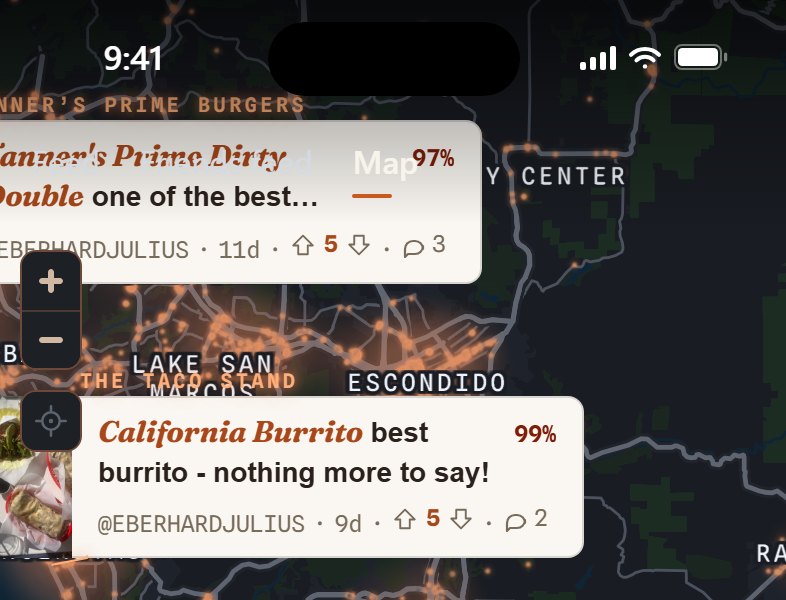 9:41
NNER'S PRIME BURGERS
anner's Prime Dirty
Map
97%
Double one of the best...
Y CENTER
EBERHARDJULIUS · 11d · 5 · 3
LAKE SAN
MARCOS
THE TACO STAND
ESCONDIDO
California Burrito best
99%
burrito - nothing more to say!
@EBERHARDJULIUS · 9d · 5 · 2
RA